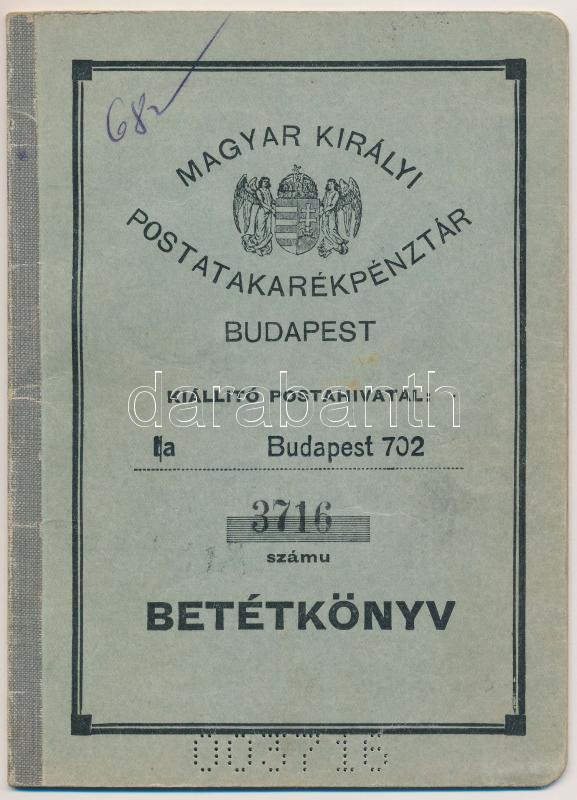 68
MAGYAR KIRÁLYI
POSTATAKARÉKPÉNZTÁR
BUDAPEST
KIÁLLÍTÓ POSTAHIVATAL:
darabanth
Budapest 702
3716
számu
BETÉTKÖNYV
003716